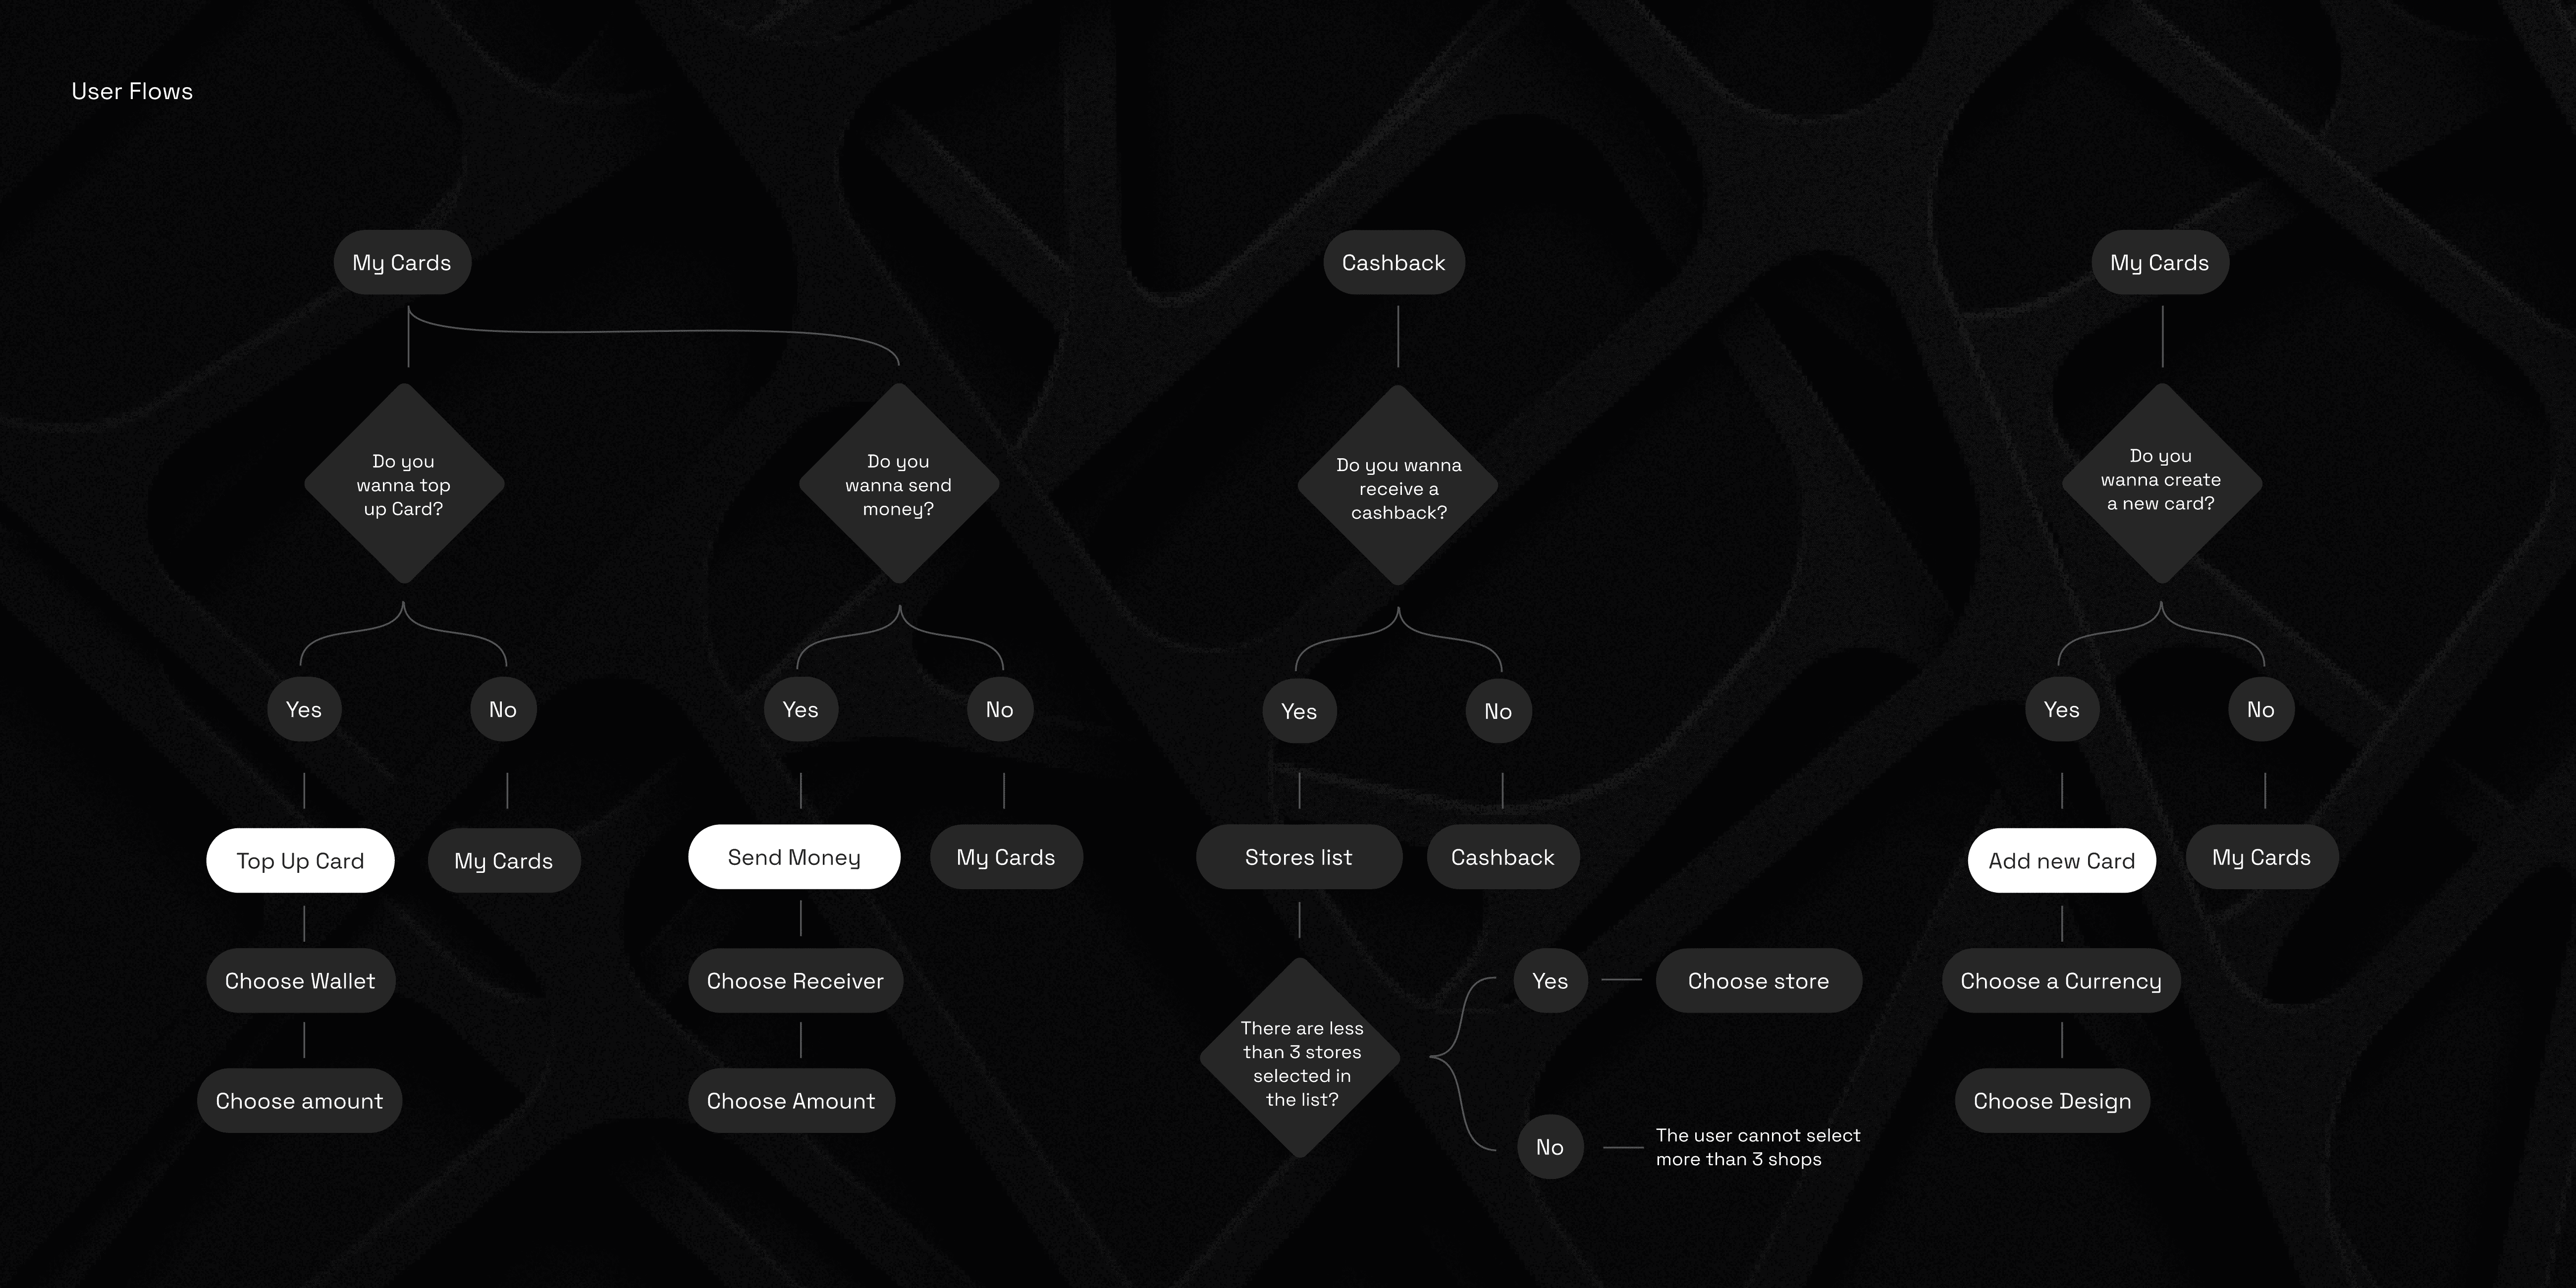 User Flows
My Cards
Cashback
My Cards
Do you
wanna top
up Card?
Do you
wanna send
money?
Do you wanna
receive a
cashback?
Do you
wanna create
a new card?
Yes
No
Yes
No
Yes
No
Yes
No
Top Up Card
My Cards
Send Money
My Cards
Stores list
Cashback
Add new Card
My Cards
Choose Wallet
Choose Receiver
Yes
Choose store
Choose a Currency
There are less
than 3 stores
selected in
the list?
Choose amount
Choose Amount
Choose Design
No
The user cannot select
more than 3 shops